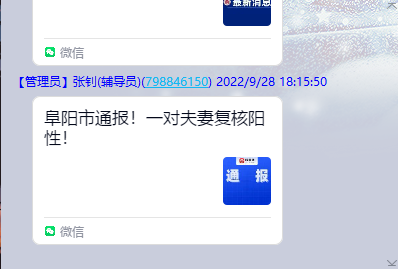 最新消息
微信
【管理员】张钊(辅导员)(798846150) 2022/9/28 18:15:50
阜阳市通报！一对夫妻复核阳
性！
通 报
微信